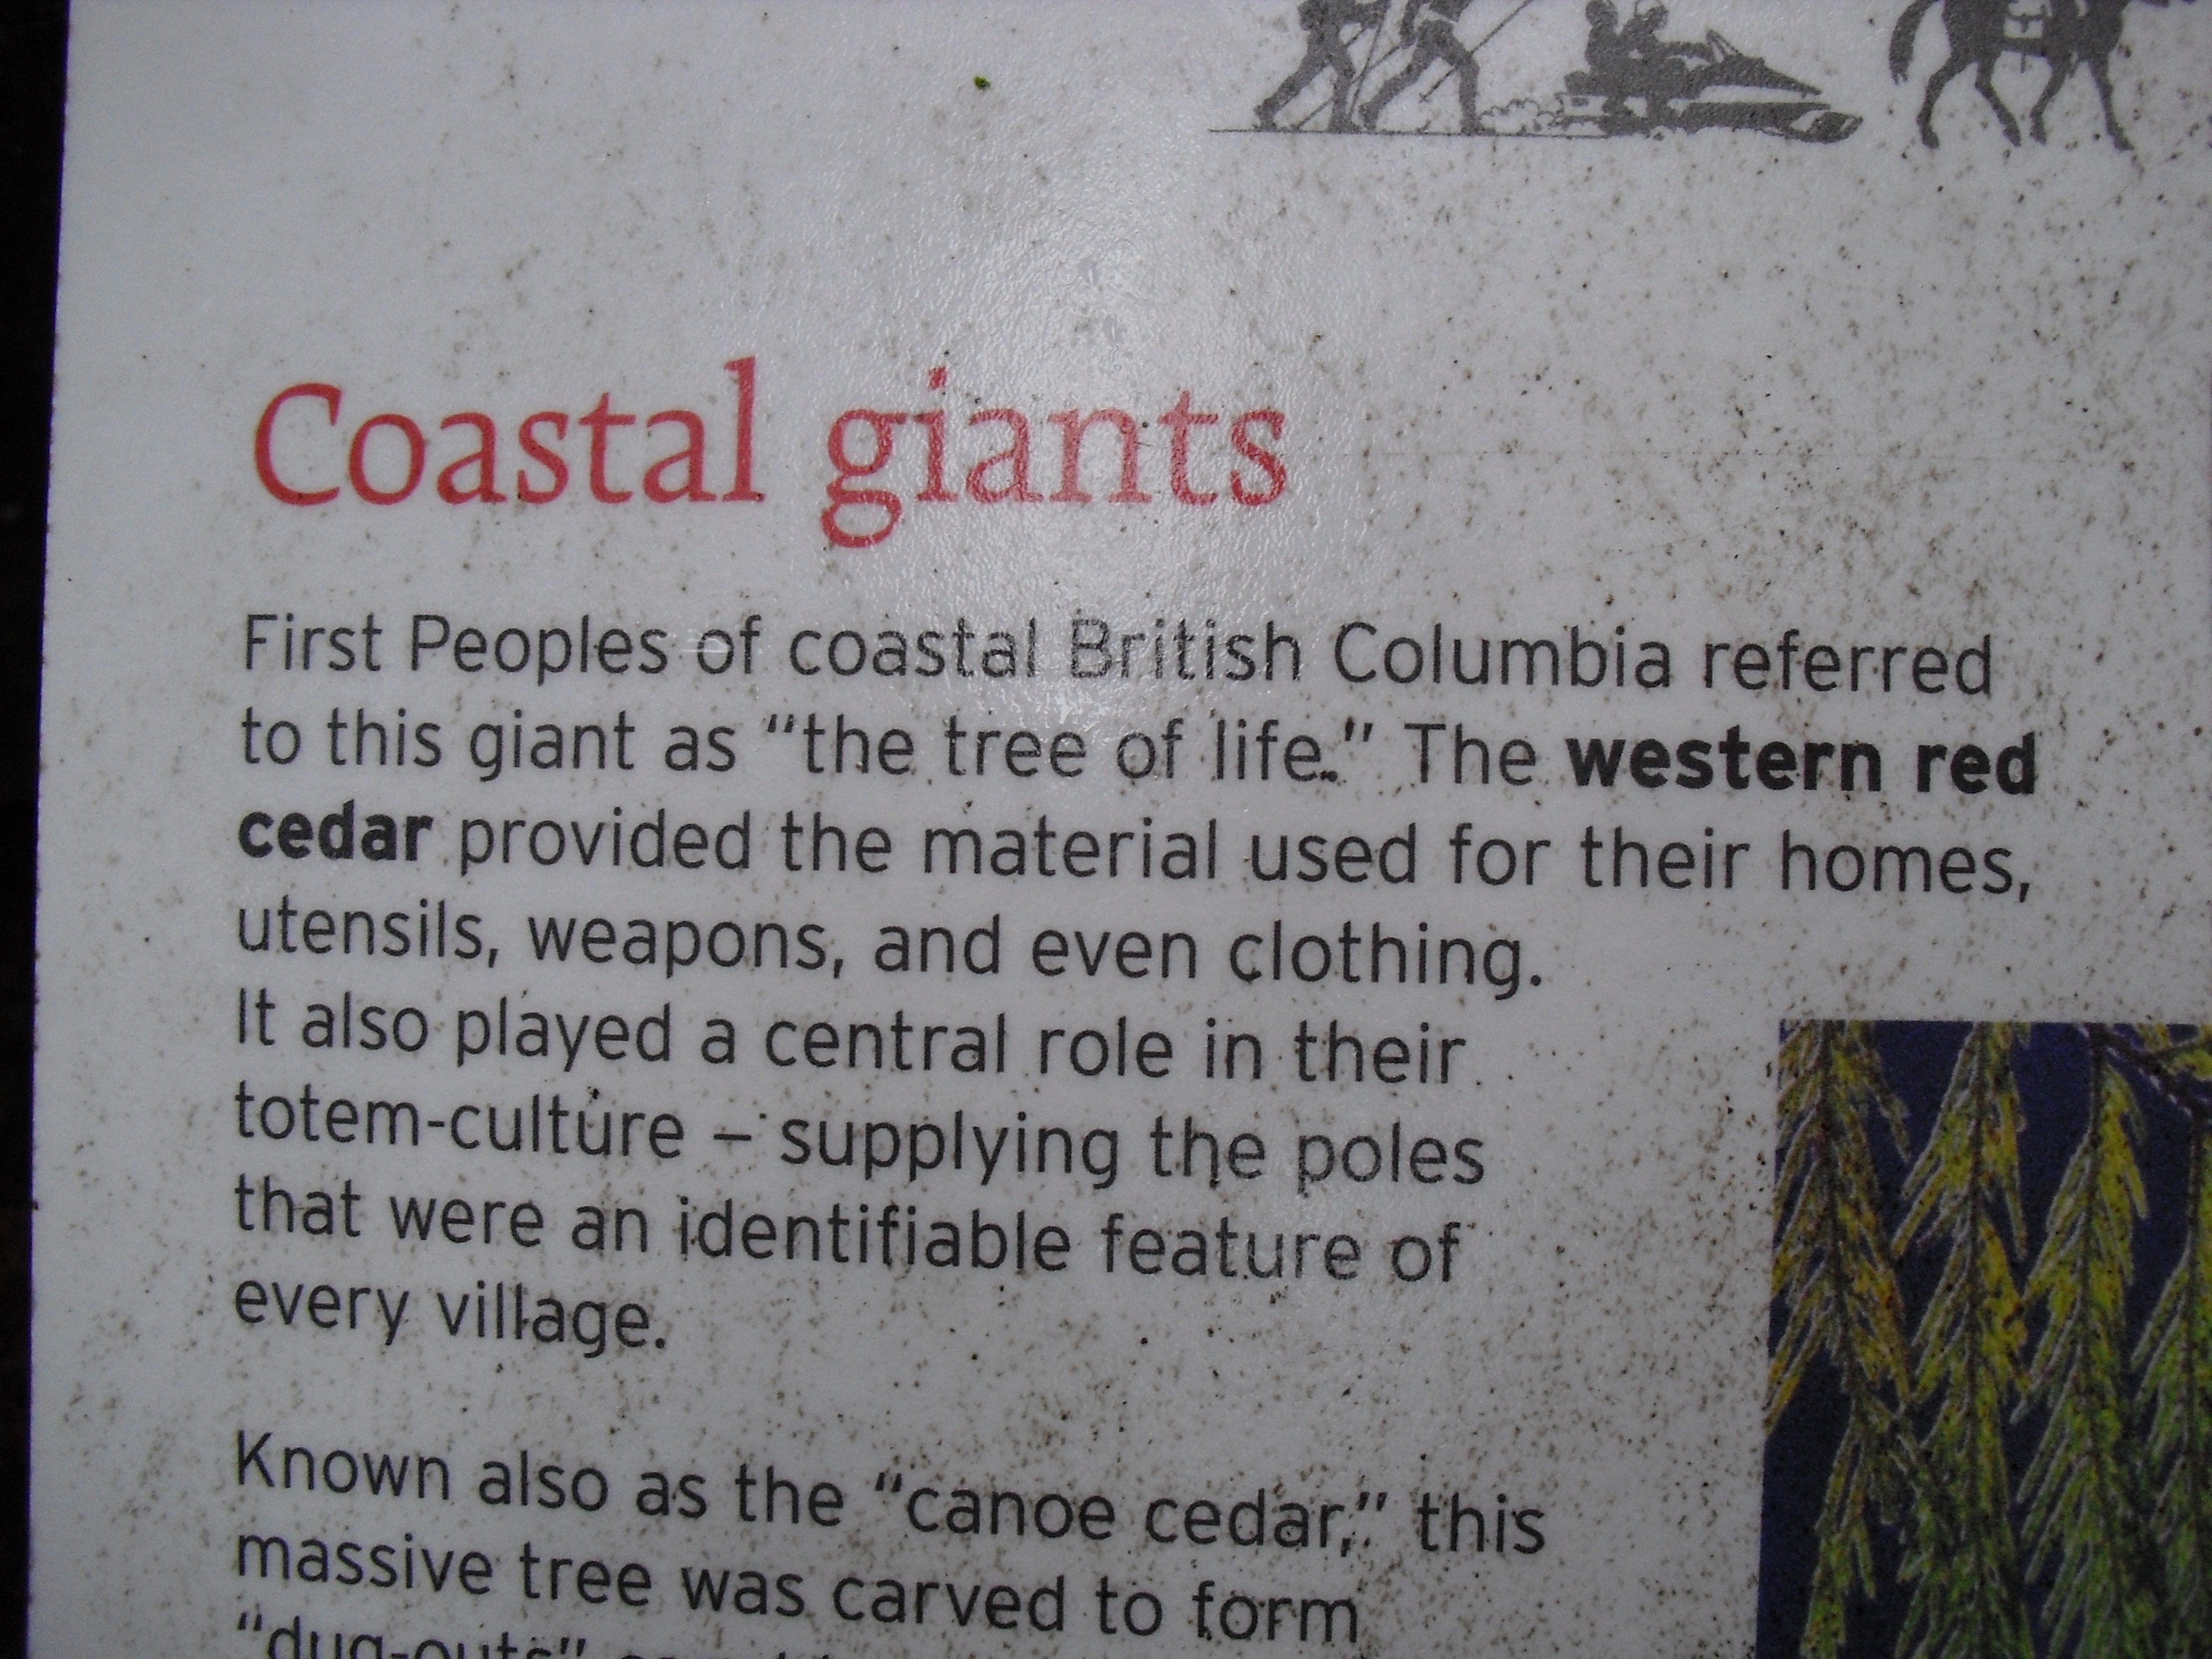 Coastal giants
First Peoples of coastal British Columbia referred
to this giant as “the tree of life.” The western red
cedar provided the material used for their homes,
utensils, weapons, and even clothing.
It also played a central role in their
totem-culture – supplying the poles
that were an identifiable feature of
every village.
Known also as the “canoe cedar,” this
massive tree was carved to form
“dug-outs”